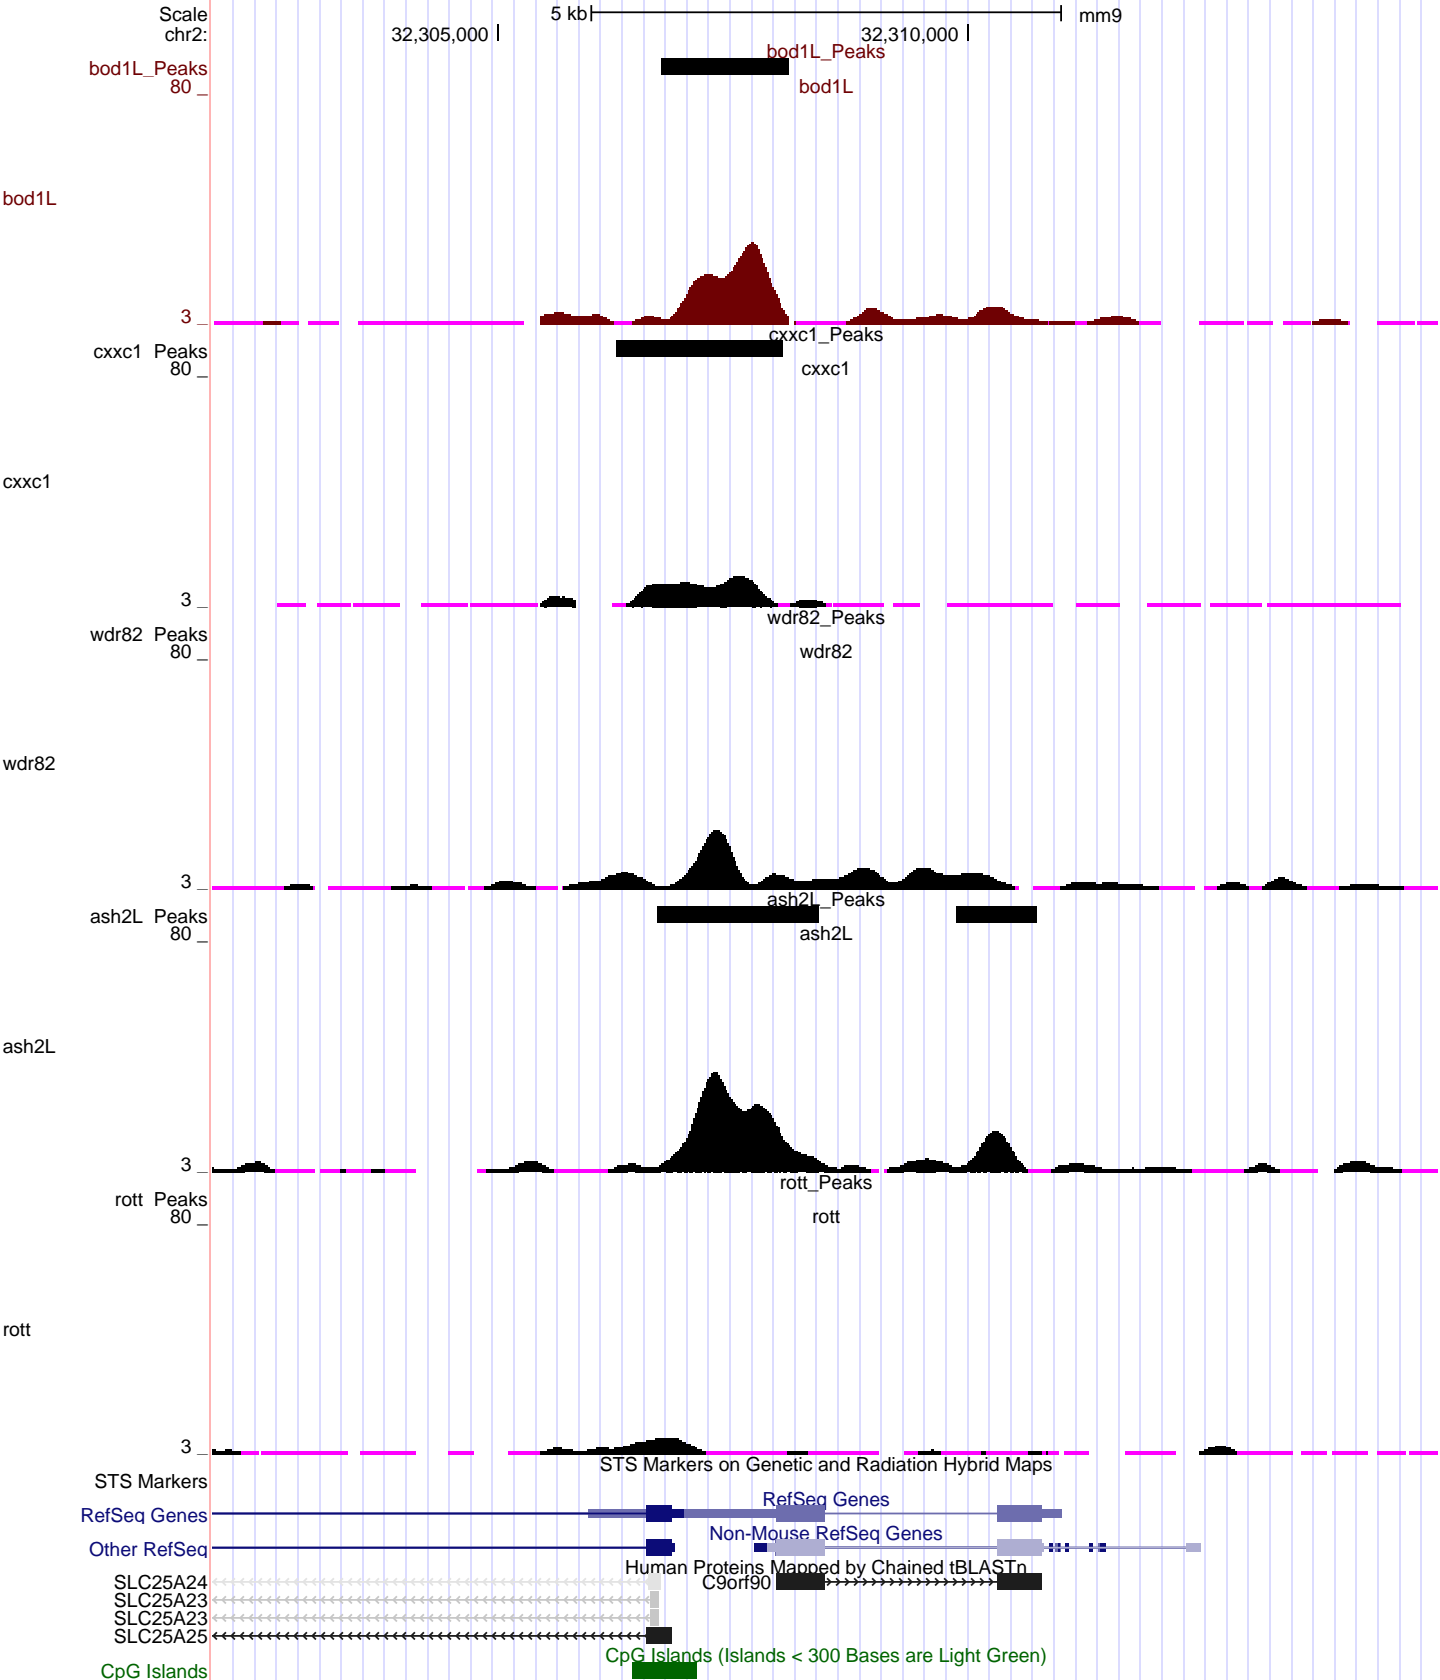 Scale 5 kb mm9
chr2: 32,305,000 32,310,000
bod1L_Peaks
bod1L_Peaks
80 _ bod1L
bod1L
3 _
cxxc1_Peaks
cxxc1 Peaks
80 _ cxxc1
cxxc1
3 _
wdr82_Peaks
wdr82 Peaks
80 _ wdr82
wdr82
3 _
ash2L_Peaks
ash2L Peaks
80 _ ash2L
ash2L
3 _
rott_Peaks
rott Peaks
80 _ rott
rott
3 _
STS Markers on Genetic and Radiation Hybrid Maps
STS Markers
RefSeq Genes
RefSeq Genes
Non-Mouse RefSeq Genes
Other RefSeq
Human Proteins Mapped by Chained tBLASTn
SLC25A24 C9orf90
SLC25A23
SLC25A23
SLC25A25
CpG Islands (Islands < 300 Bases are Light Green)
CpG Islands